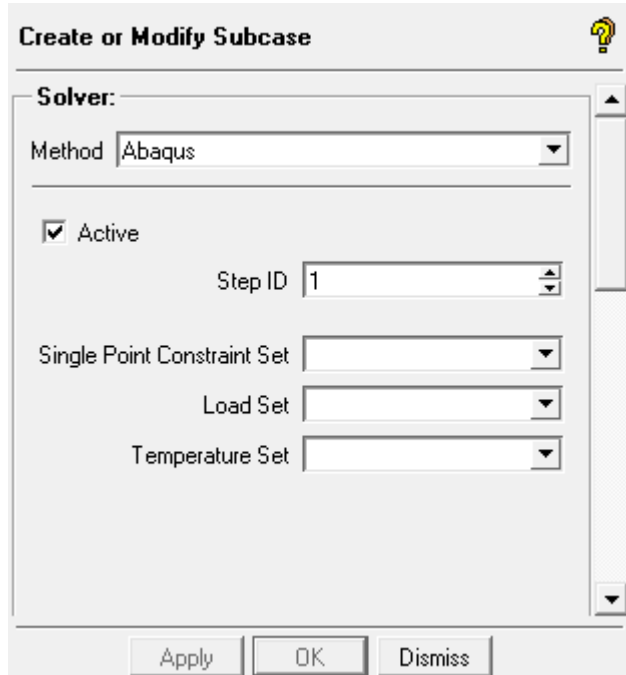 Create or Modify Subcase
Solver:
Method Abaqus
Active
Step ID 1
Single Point Constraint Set
Load Set
Temperature Set
Apply OK Dismiss